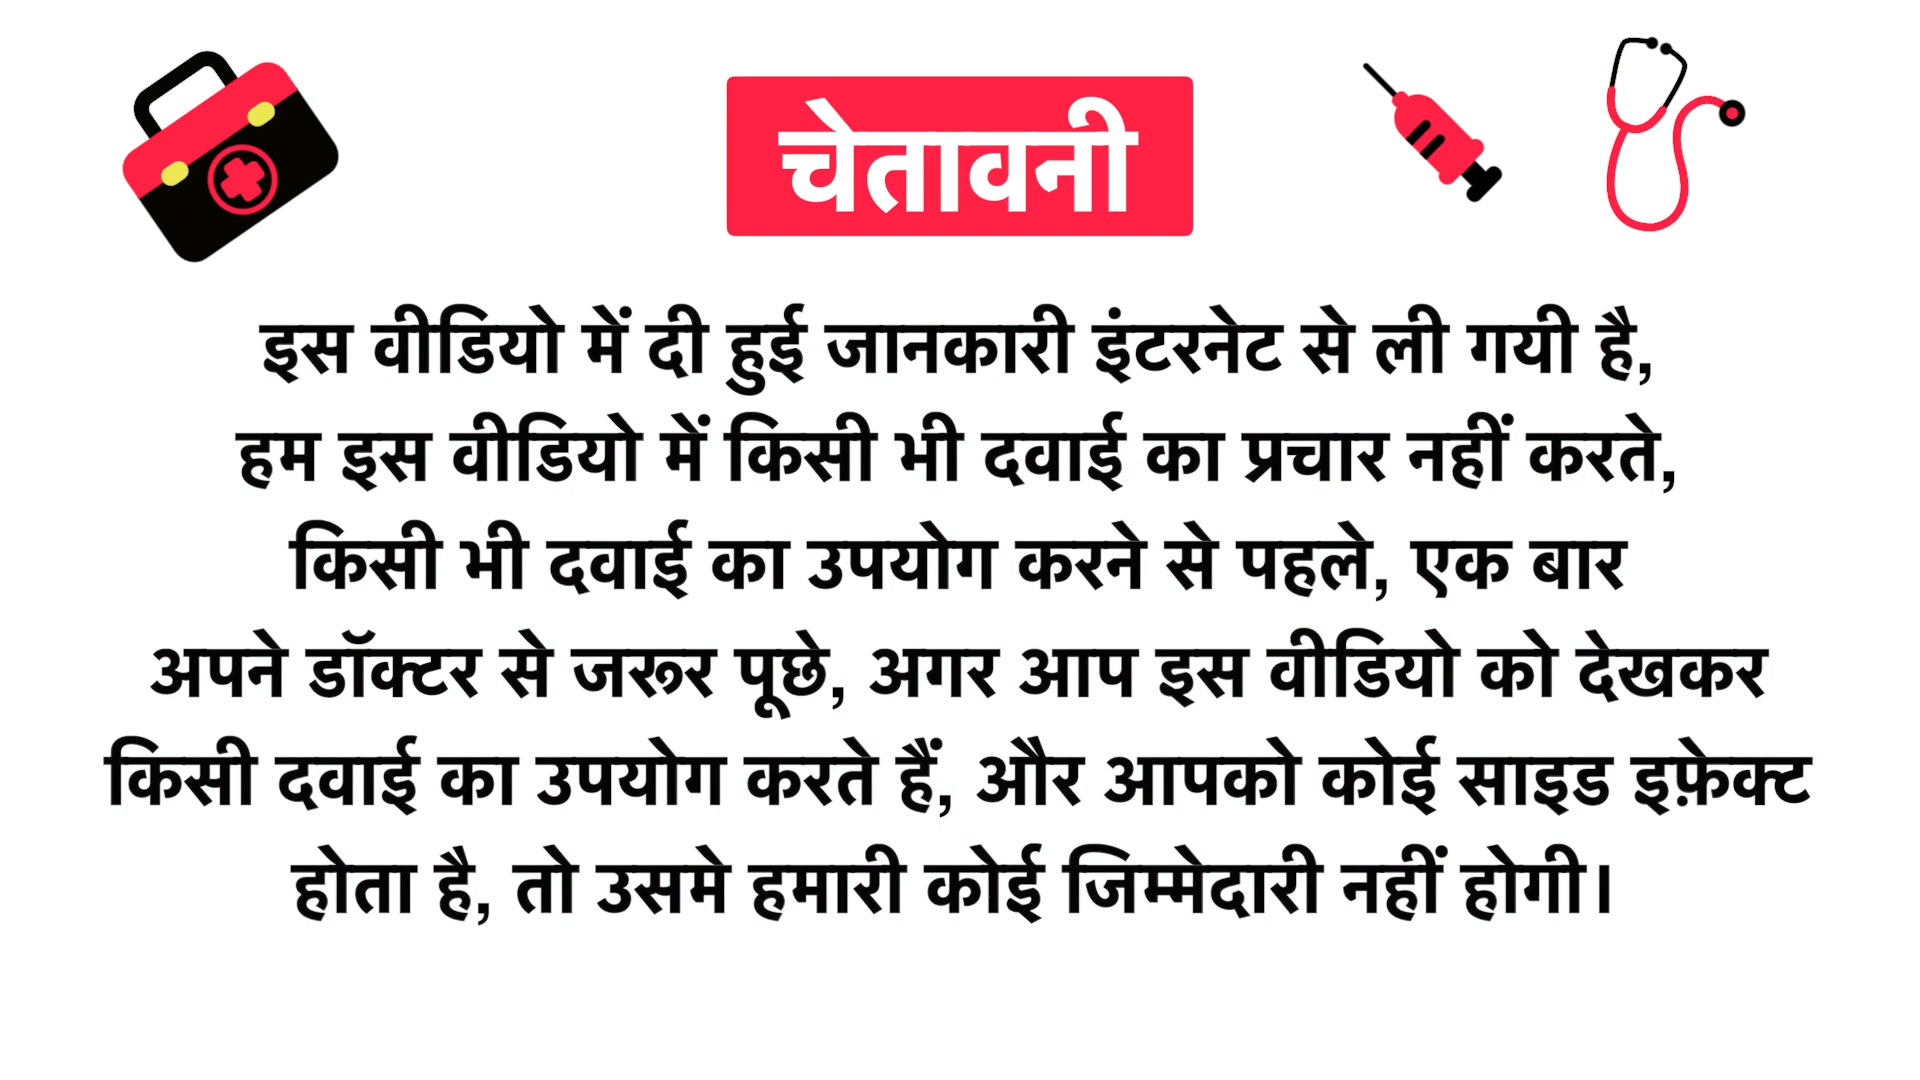 चेतावनी
इस वीडियो में दी हुई जानकारी इंटरनेट से ली गयी है,
हम इस वीडियो में किसी भी दवाई का प्रचार नहीं करते,
किसी भी दवाई का उपयोग करने से पहले, एक बार
अपने डॉक्टर से जरूर पूछे, अगर आप इस वीडियो को देखकर
किसी दवाई का उपयोग करते हैं, और आपको कोई साइड इफ़ेक्ट
होता है, तो उसमे हमारी कोई जिम्मेदारी नहीं होगी।